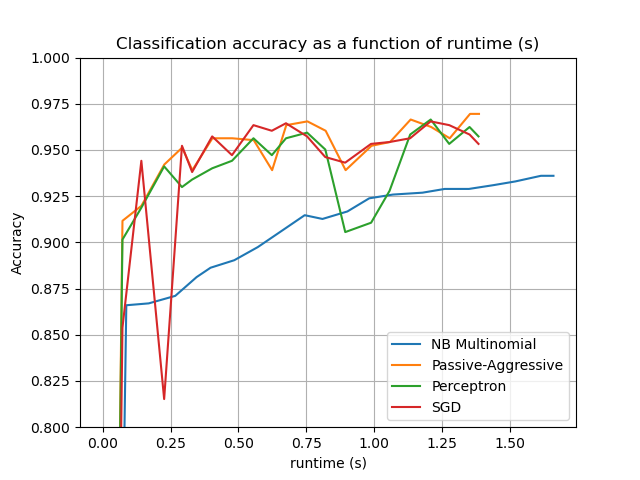 Classification accuracy as a function of runtime (s)
1.000
0.975
0.950
0.925
0.900
0.875
0.850
0.825
0.800
Accuracy
NB Multinomial
Passive-Aggressive
Perceptron
SGD
0.00 0.25 0.50 0.75 1.00 1.25 1.50
runtime (s)